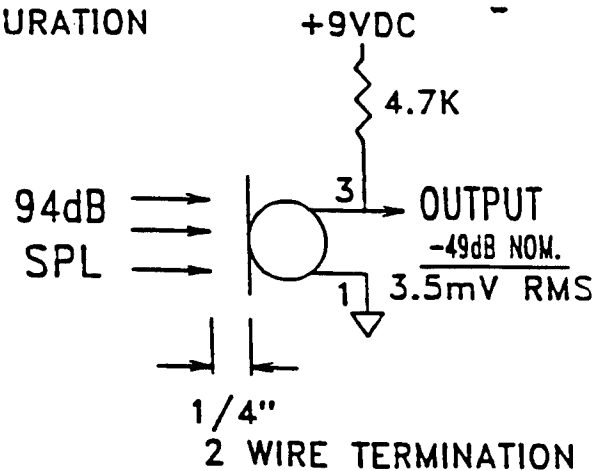 URATION
+9VDC
4.7K
94dB
SPL
3
OUTPUT
-49dB NOM.
3.5mV RMS
1
1/4"
2 WIRE TERMINATION